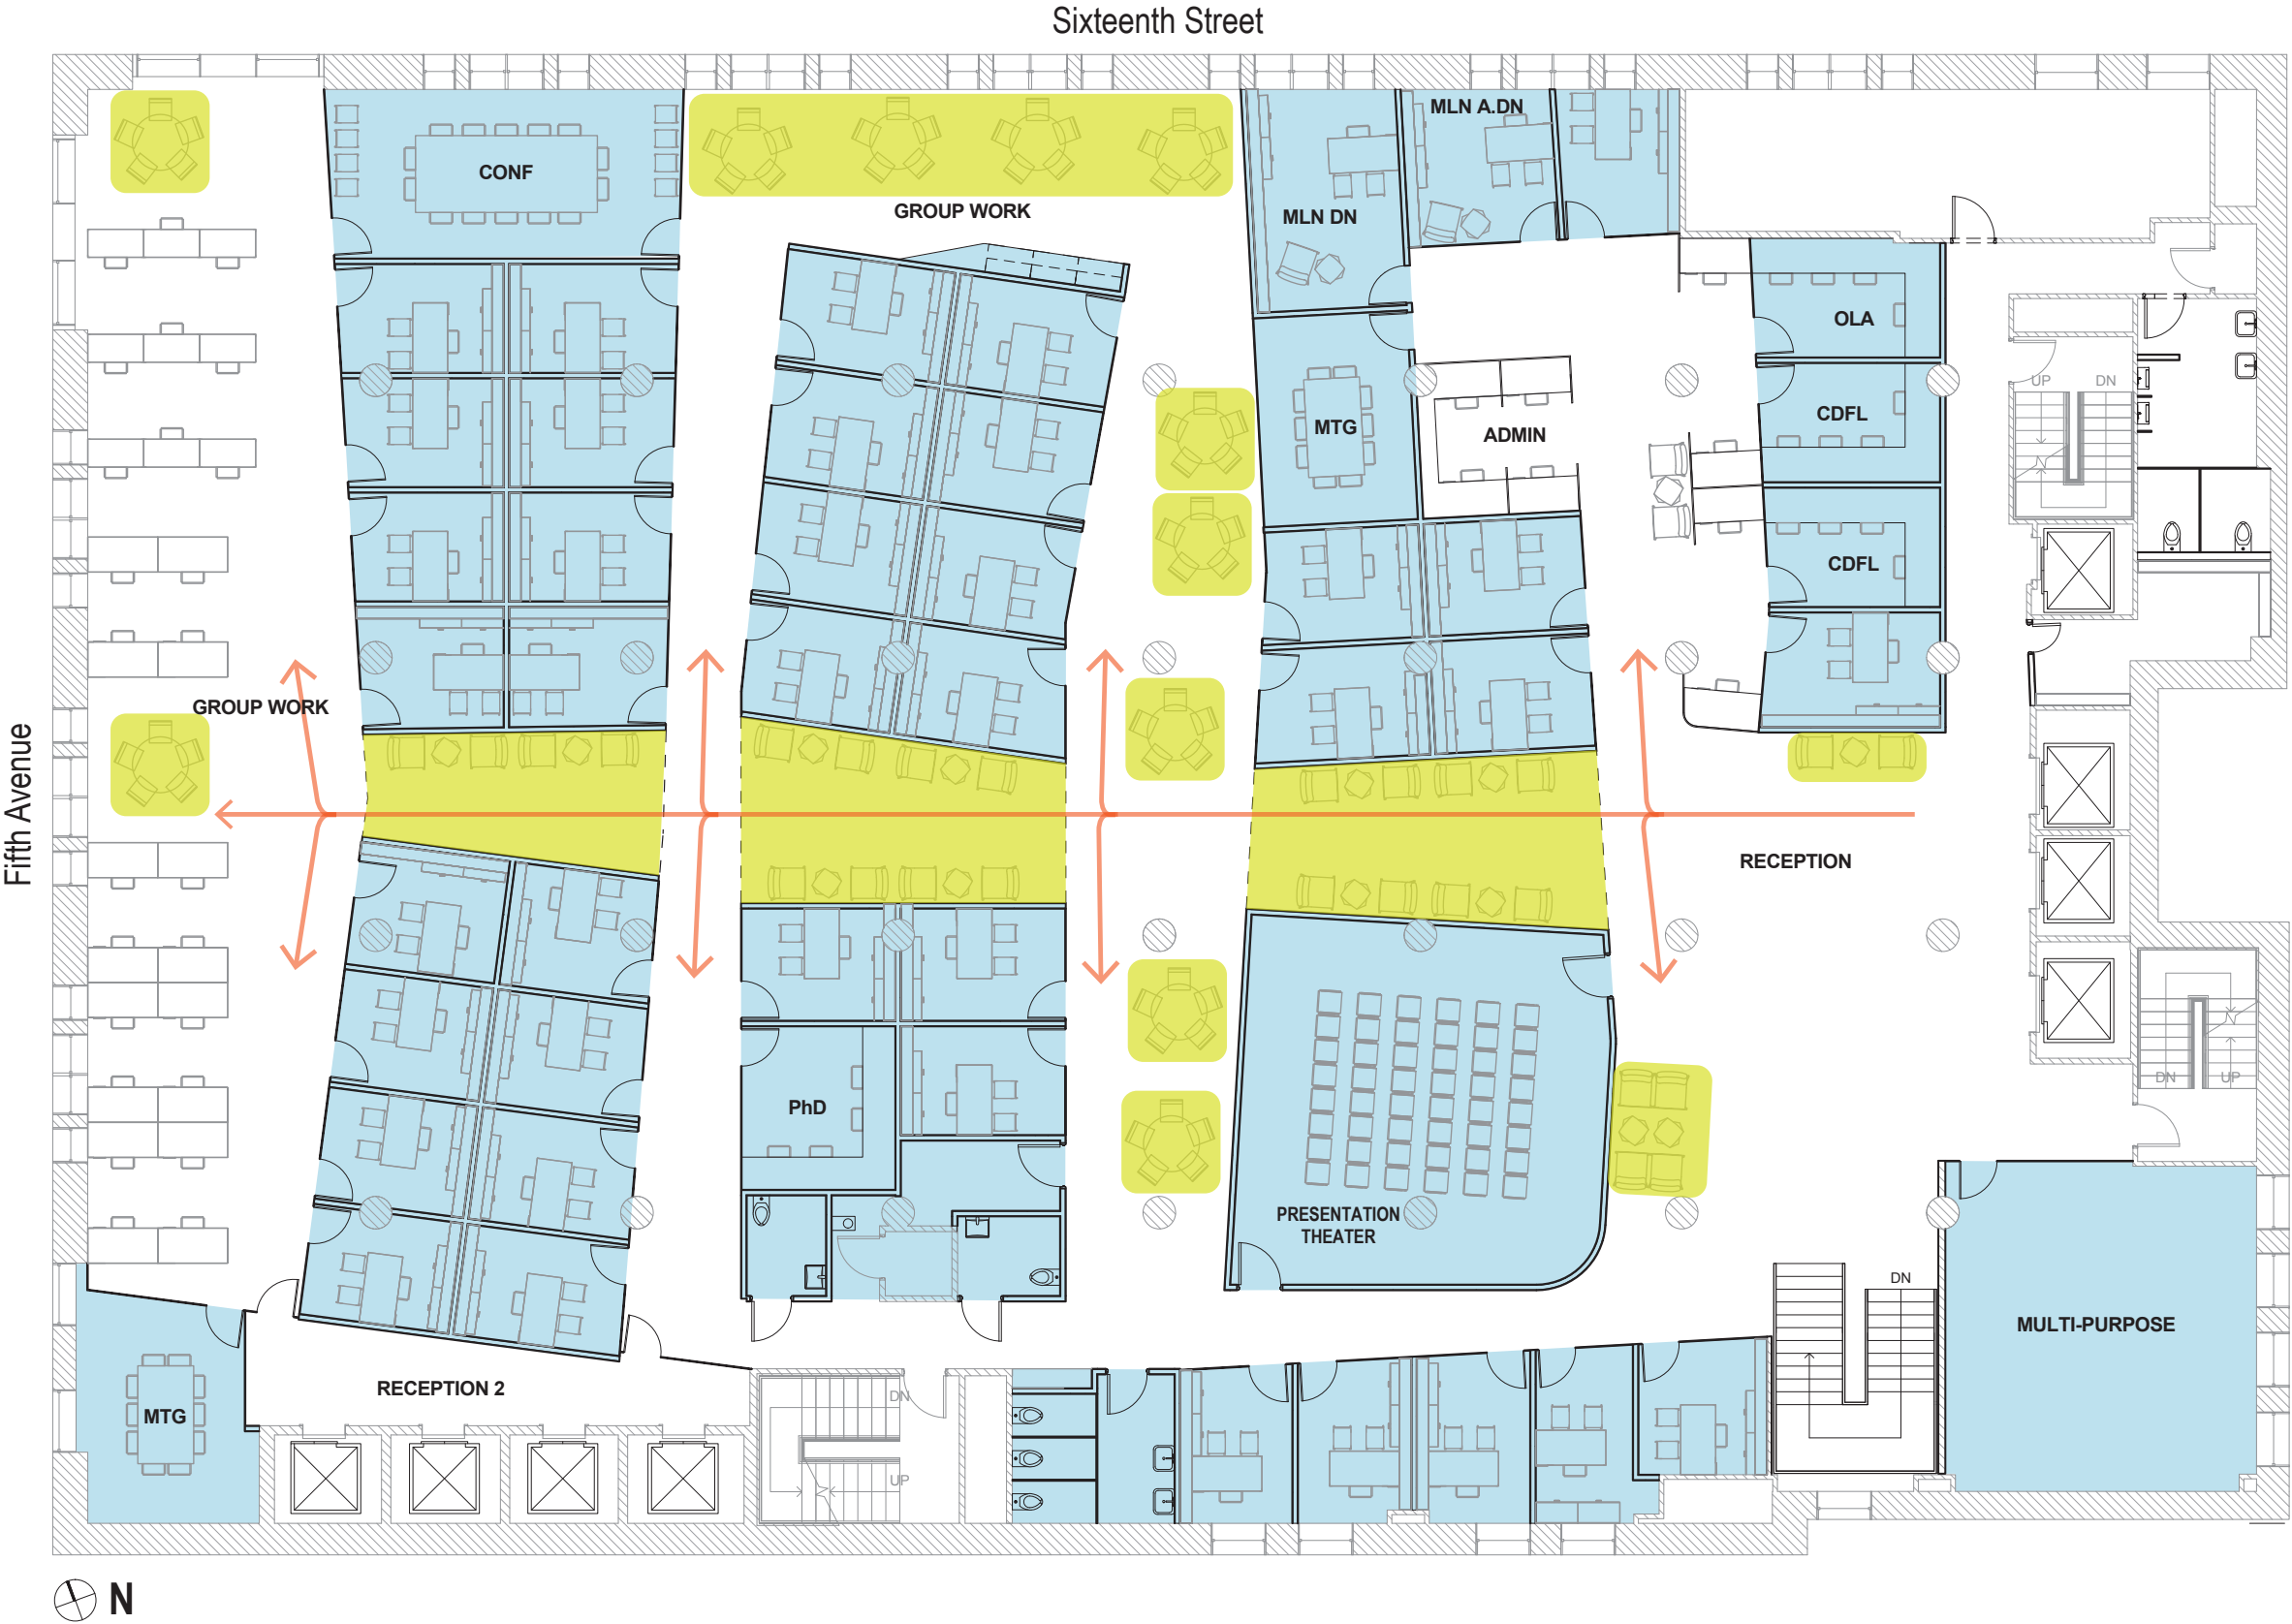 Sixteenth Street
MLN A.DN
CONF
GROUP WORK
MLN DN
OLA
UP
DN
CDFL
MTG
ADMIN
CDFL
GROUP WORK
Fifth Avenue
RECEPTION
DN
UP
PhD
PRESENTATION
THEATER
DN
MULTI-PURPOSE
RECEPTION 2
DN
MTG
UP
N